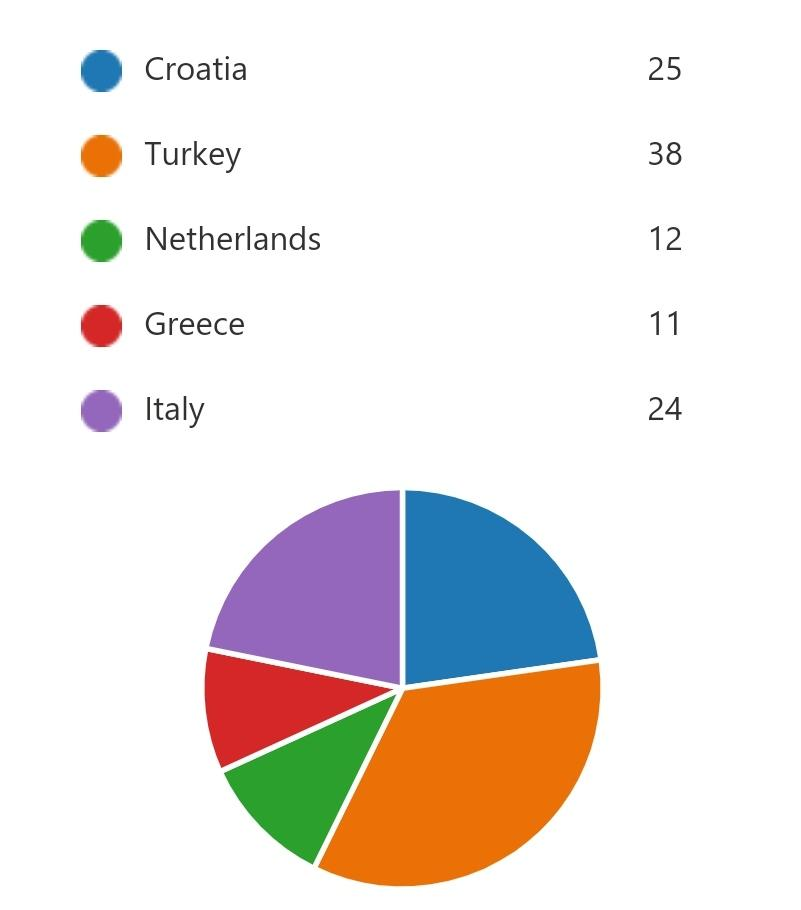 Croatia 25
Turkey 38
Netherlands 12
Greece 11
Italy 24